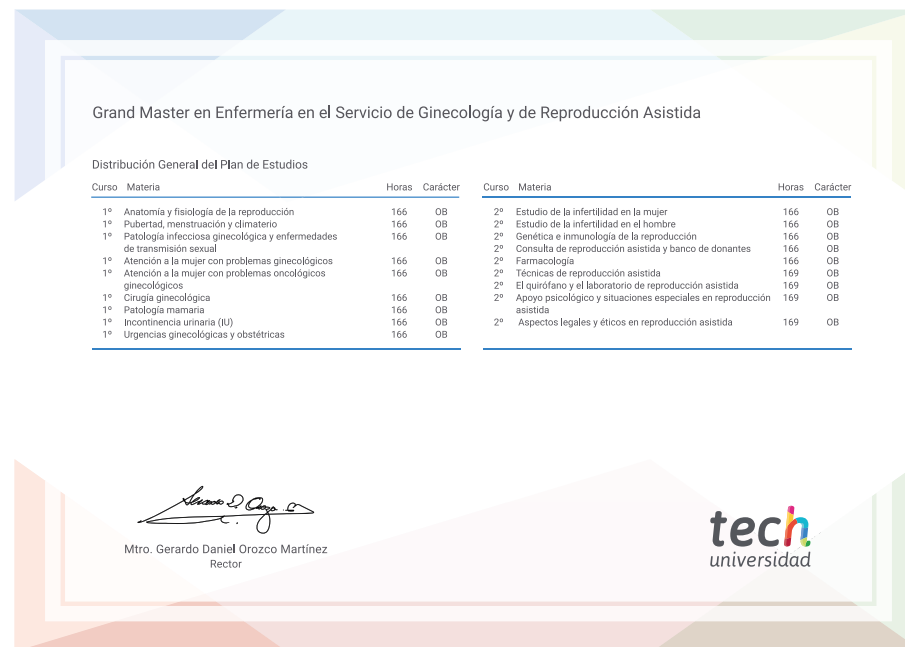 Grand Master en Enfermería en el Servicio de Ginecología y de Reproducción Asistida
Distribución General del Plan de Estudios
Curso Materia Horas Carácter
1º Anatomía y fisiología de la reproducción 166 OB
1º Pubertad, menstruación y climaterio 166 OB
1º Patología infecciosa ginecológica y enfermedades 166 OB
de transmisión sexual
1º Atención a la mujer con problemas ginecológicos 166 OB
1º Atención a la mujer con problemas oncológicos 166 OB
ginecológicos
1º Cirugía ginecológica 166 OB
1º Patología mamaria 166 OB
1º Incontinencia urinaria (IU) 166 OB
1º Urgencias ginecológicas y obstétricas 166 OB
Curso Materia Horas Carácter
2º Estudio de la infertilidad en la mujer 166 OB
2º Estudio de la infertilidad en el hombre 166 OB
2º Genética e inmunología de la reproducción 166 OB
2º Consulta de reproducción asistida y banco de donantes 166 OB
2º Farmacología 166 OB
2º Técnicas de reproducción asistida 169 OB
2º El quirófano y el laboratorio de reproducción asistida 169 OB
2º Apoyo psicológico y situaciones especiales en reproducción 169 OB
asistida
2º Aspectos legales y éticos en reproducción asistida 169 OB
Mtro. Gerardo Daniel Orozco Martínez
Rector
tech
universidad